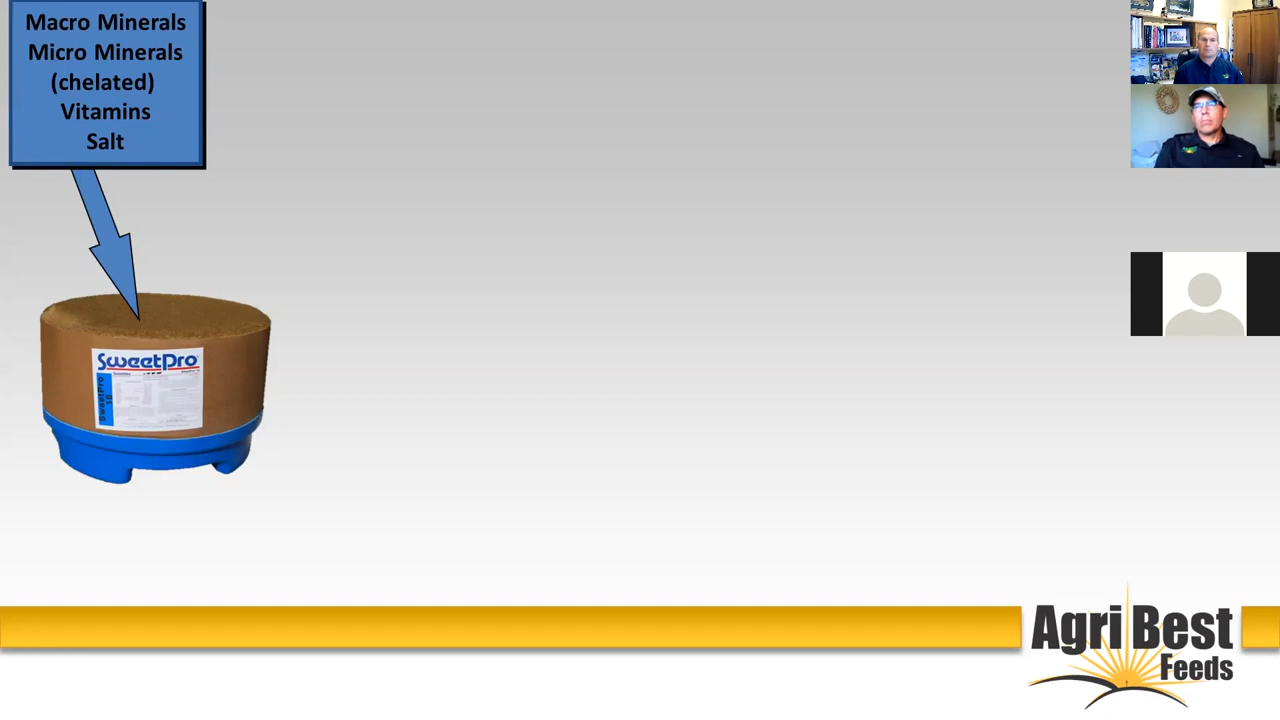 Macro Minerals
Micro Minerals
(chelated)
Vitamins
Salt
SweetPro
Agri Best
Feeds